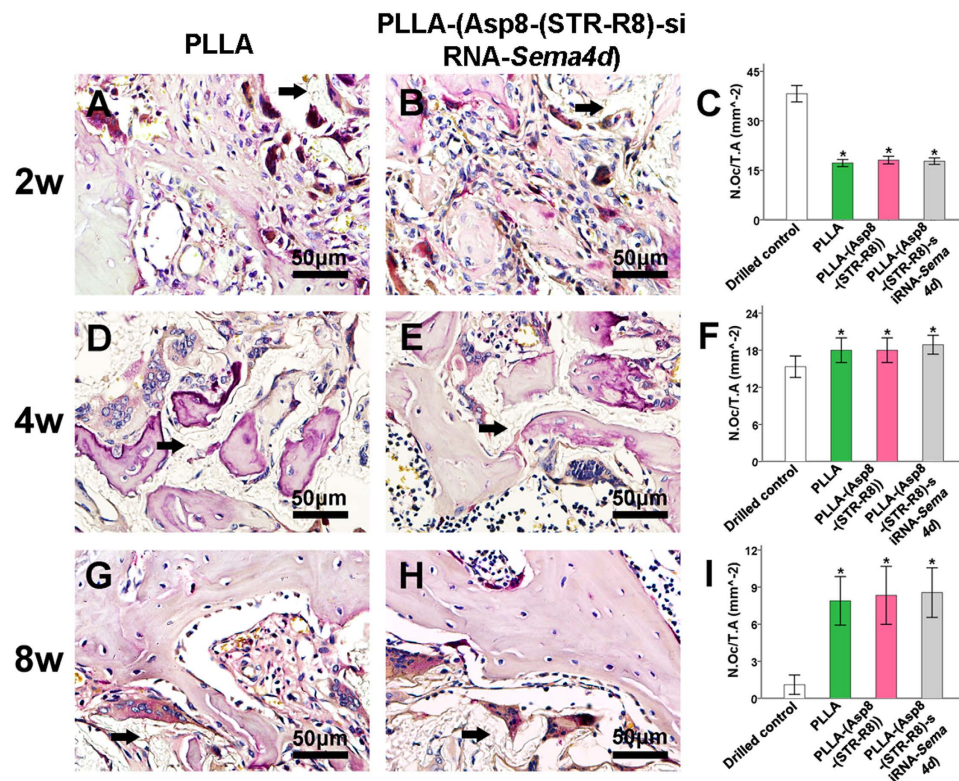 PLLA
PLLA-(Asp8-(STR-R8)-si
RNA-Sema4d)
2w
A
50μm
B
50μm
C
N.Oc/T.A (mm^-2)
45
30
15
0
*
*
*
Drilled control
PLLA
PLLA-(Asp8
-(STR-R8))
PLLA-(Asp8
-(STR-R8)-s
iRNA-Sema
4d)
4w
D
50μm
E
50μm
F
N.Oc/T.A (mm^-2)
24
18
12
6
0
*
*
*
Drilled control
PLLA
PLLA-(Asp8
-(STR-R8))
PLLA-(Asp8
-(STR-R8)-s
iRNA-Sema
4d)
8w
G
50μm
H
50μm
I
N.Oc/T.A (mm^-2)
12
9
6
3
0
*
*
*
Drilled control
PLLA
PLLA-(Asp8
-(STR-R8))
PLLA-(Asp8
-(STR-R8)-s
iRNA-Sema
4d)